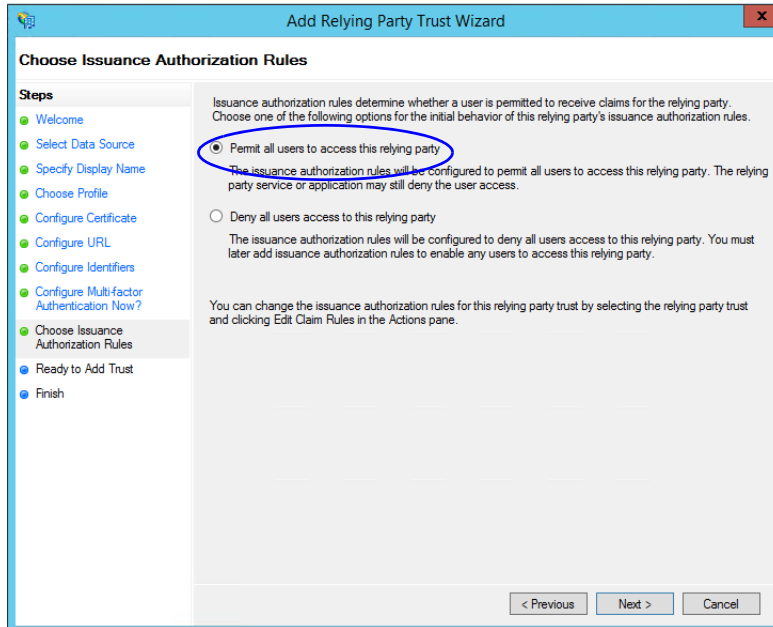 Add Relying Party Trust Wizard
x
Choose Issuance Authorization Rules
Steps
Welcome
Select Data Source
Specify Display Name
Choose Profile
Configure Certificate
Configure URL
Configure Identifiers
Configure Multi-factor
Authentication Now?
Choose Issuance
Authorization Rules
Ready to Add Trust
Finish
Issuance authorization rules determine whether a user is permitted to receive claims for the relying party.
Choose one of the following options for the initial behavior of this relying party's issuance authorization rules.
Permit all users to access this relying party
The issuance authorization rules will be configured to permit all users to access this relying party. The relying
party service or application may still deny the user access.
Deny all users access to this relying party
The issuance authorization rules will be configured to deny all users access to this relying party. You must
later add issuance authorization rules to enable any users to access this relying party.
You can change the issuance authorization rules for this relying party trust by selecting the relying party trust
and clicking Edit Claim Rules in the Actions pane.
< Previous
Next >
Cancel